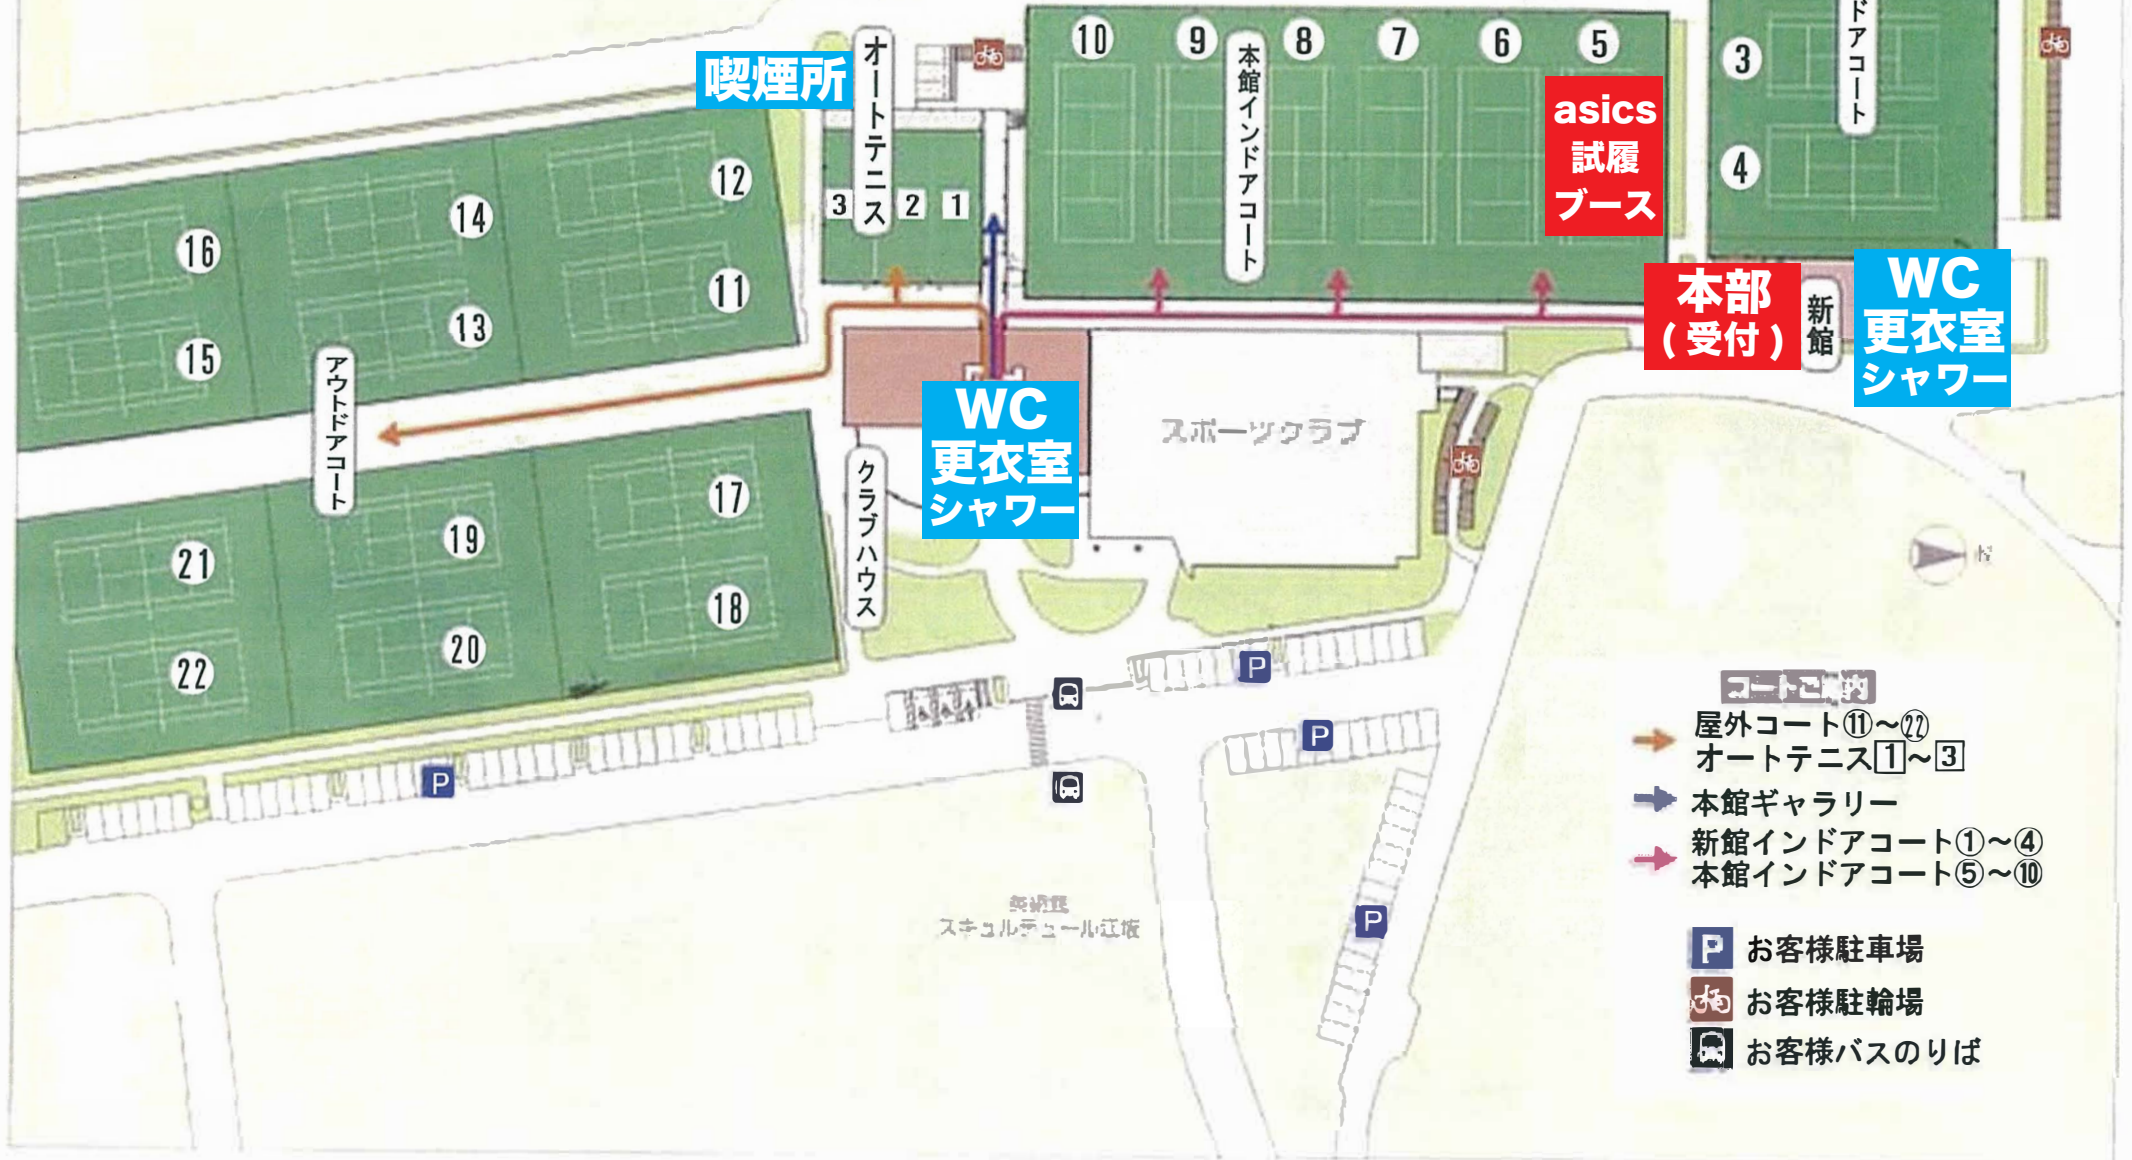 喫煙所
オートテニス
3
2
1
10
9
8
7
6
5
本館インドアコート
asics
試履
ブース
3
4
ドアコート
16
15
14
13
12
11
アウトドアコート
本部
(受付)
新館
WC
更衣室
シャワー
WC
更衣室
シャワー
スポーツクラブ
クラブハウス
21
22
19
20
17
18
P
P
P
P
コートご案内
屋外コート⑪〜㉒
オートテニス1〜3
本館ギャラリー
新館インドアコート①〜④
本館インドアコート⑤〜⑩
P お客様駐車場
お客様駐輪場
お客様バスのりば